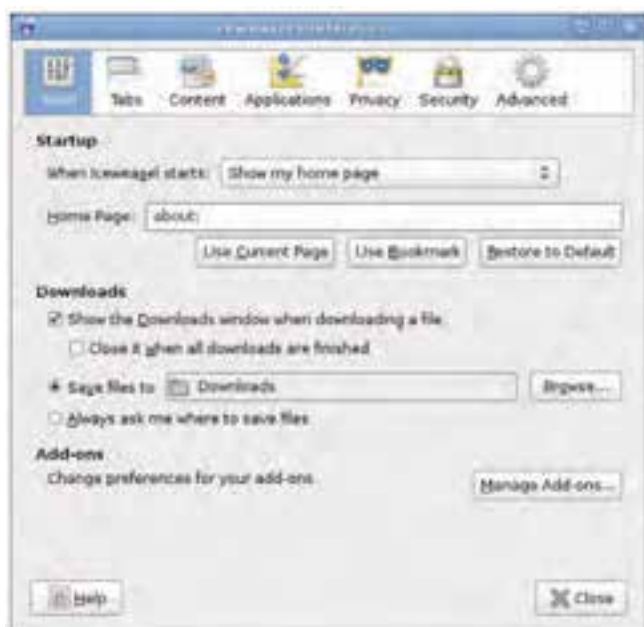 Tabs Content Applications Privacy Security Advanced
Startup
When Iceweasel starts: Show my home page
Home Page: about:
Use Current Page Use Bookmark Restore to Default
Downloads
Show the Downloads window when downloading a file
Close it when all downloads are finished
Save files to Downloads Browse...
Always ask me where to save files
Add-ons
Change preferences for your add-ons
Manage Add-ons...
Help Close